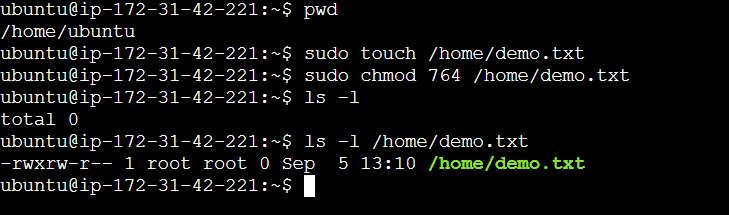 ubuntu@ip-172-31-42-221:~$ pwd
/home/ubuntu
ubuntu@ip-172-31-42-221:~$ sudo touch /home/demo.txt
ubuntu@ip-172-31-42-221:~$ sudo chmod 764 /home/demo.txt
ubuntu@ip-172-31-42-221:~$ ls -l
total 0
ubuntu@ip-172-31-42-221:~$ ls -l /home/demo.txt
-rwxrw-r-- 1 root root 0 Sep  5 13:10 /home/demo.txt
ubuntu@ip-172-31-42-221:~$